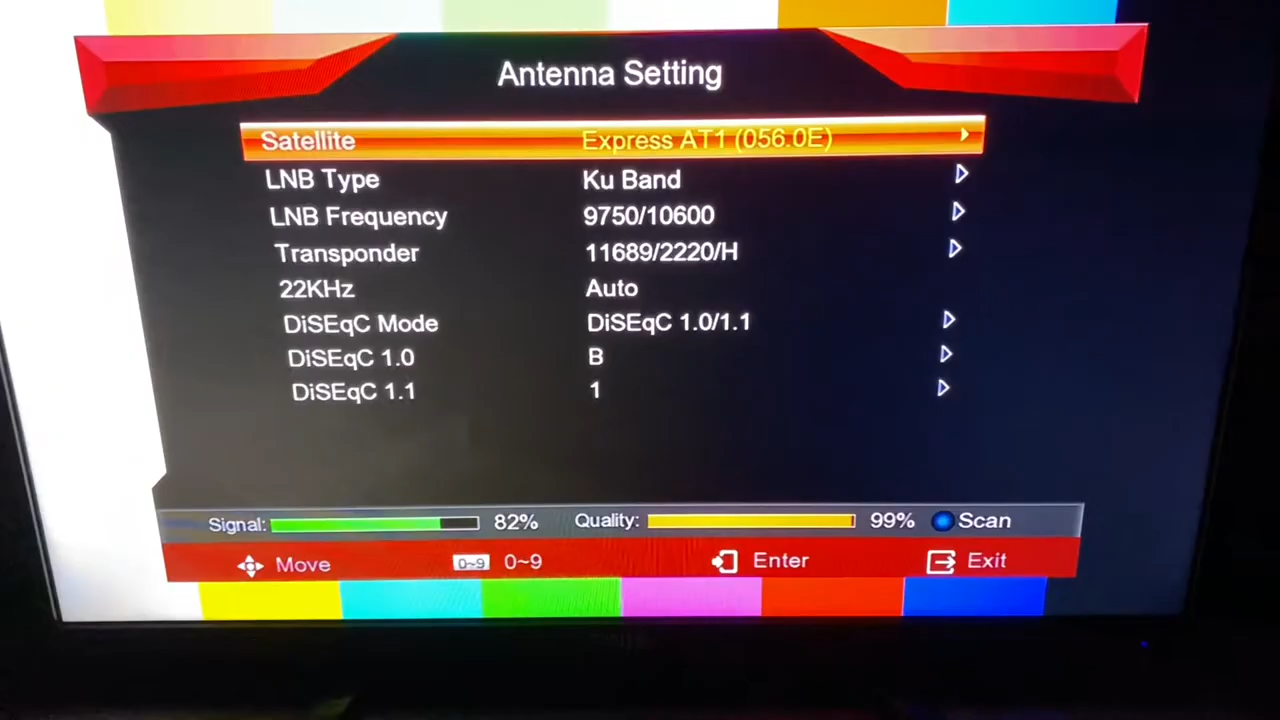 Antenna Setting
Satellite Express AT1 (056.0E)
LNB Type Ku Band
LNB Frequency 9750/10600
Transponder 11689/2220/H
22KHz Auto
DiSEqC Mode DiSEqC 1.0/1.1
DiSEqC 1.0 B
DiSEqC 1.1 1
Signal: 82% Quality: 99% Scan
Move 0~9 0~9 Enter Exit